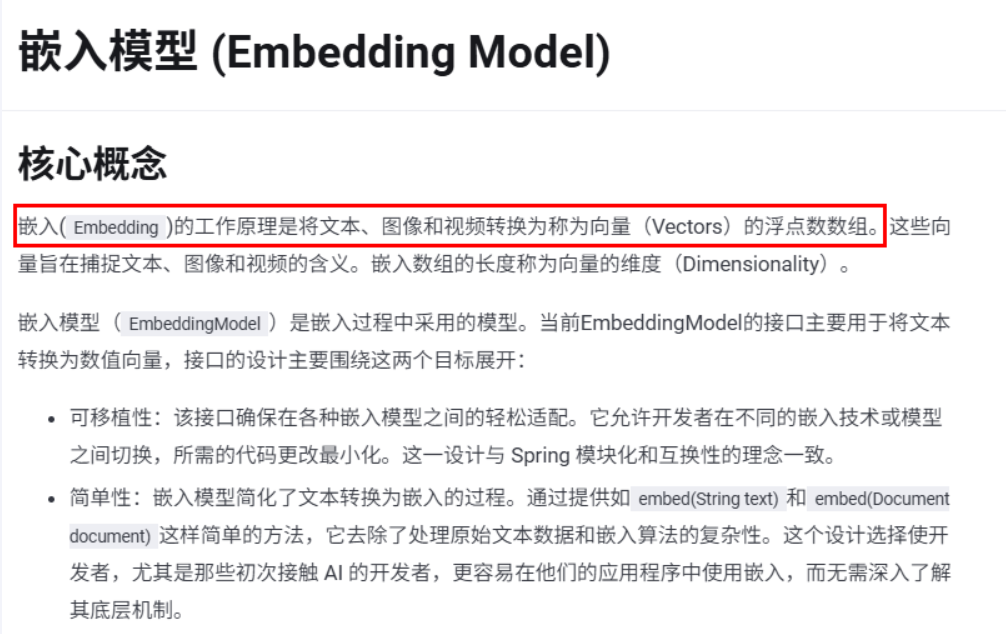 嵌入模型 (Embedding Model)
核心概念
嵌入( Embedding )的工作原理是将文本、图像和视频转换为称为向量（Vectors）的浮点数数组。这些向
量旨在捕捉文本、图像和视频的含义。嵌入数组的长度称为向量的维度（Dimensionality）。
嵌入模型（ EmbeddingModel ）是嵌入过程中采用的模型。当前EmbeddingModel的接口主要用于将文本
转换为数值向量，接口的设计主要围绕这两个目标展开：
• 可移植性：该接口确保在各种嵌入模型之间的轻松适配。它允许开发者在不同的嵌入技术或模型
之间切换，所需的代码更改最小化。这一设计与 Spring 模块化和互换性的理念一致。
• 简单性：嵌入模型简化了文本转换为嵌入的过程。通过提供如 embed(String text) 和 embed(Document
document) 这样简单的方法，它去除了处理原始文本数据和嵌入算法的复杂性。这个设计选择使开
发者，尤其是那些初次接触 AI 的开发者，更容易在他们的应用程序中使用嵌入，而无需深入了解
其底层机制。